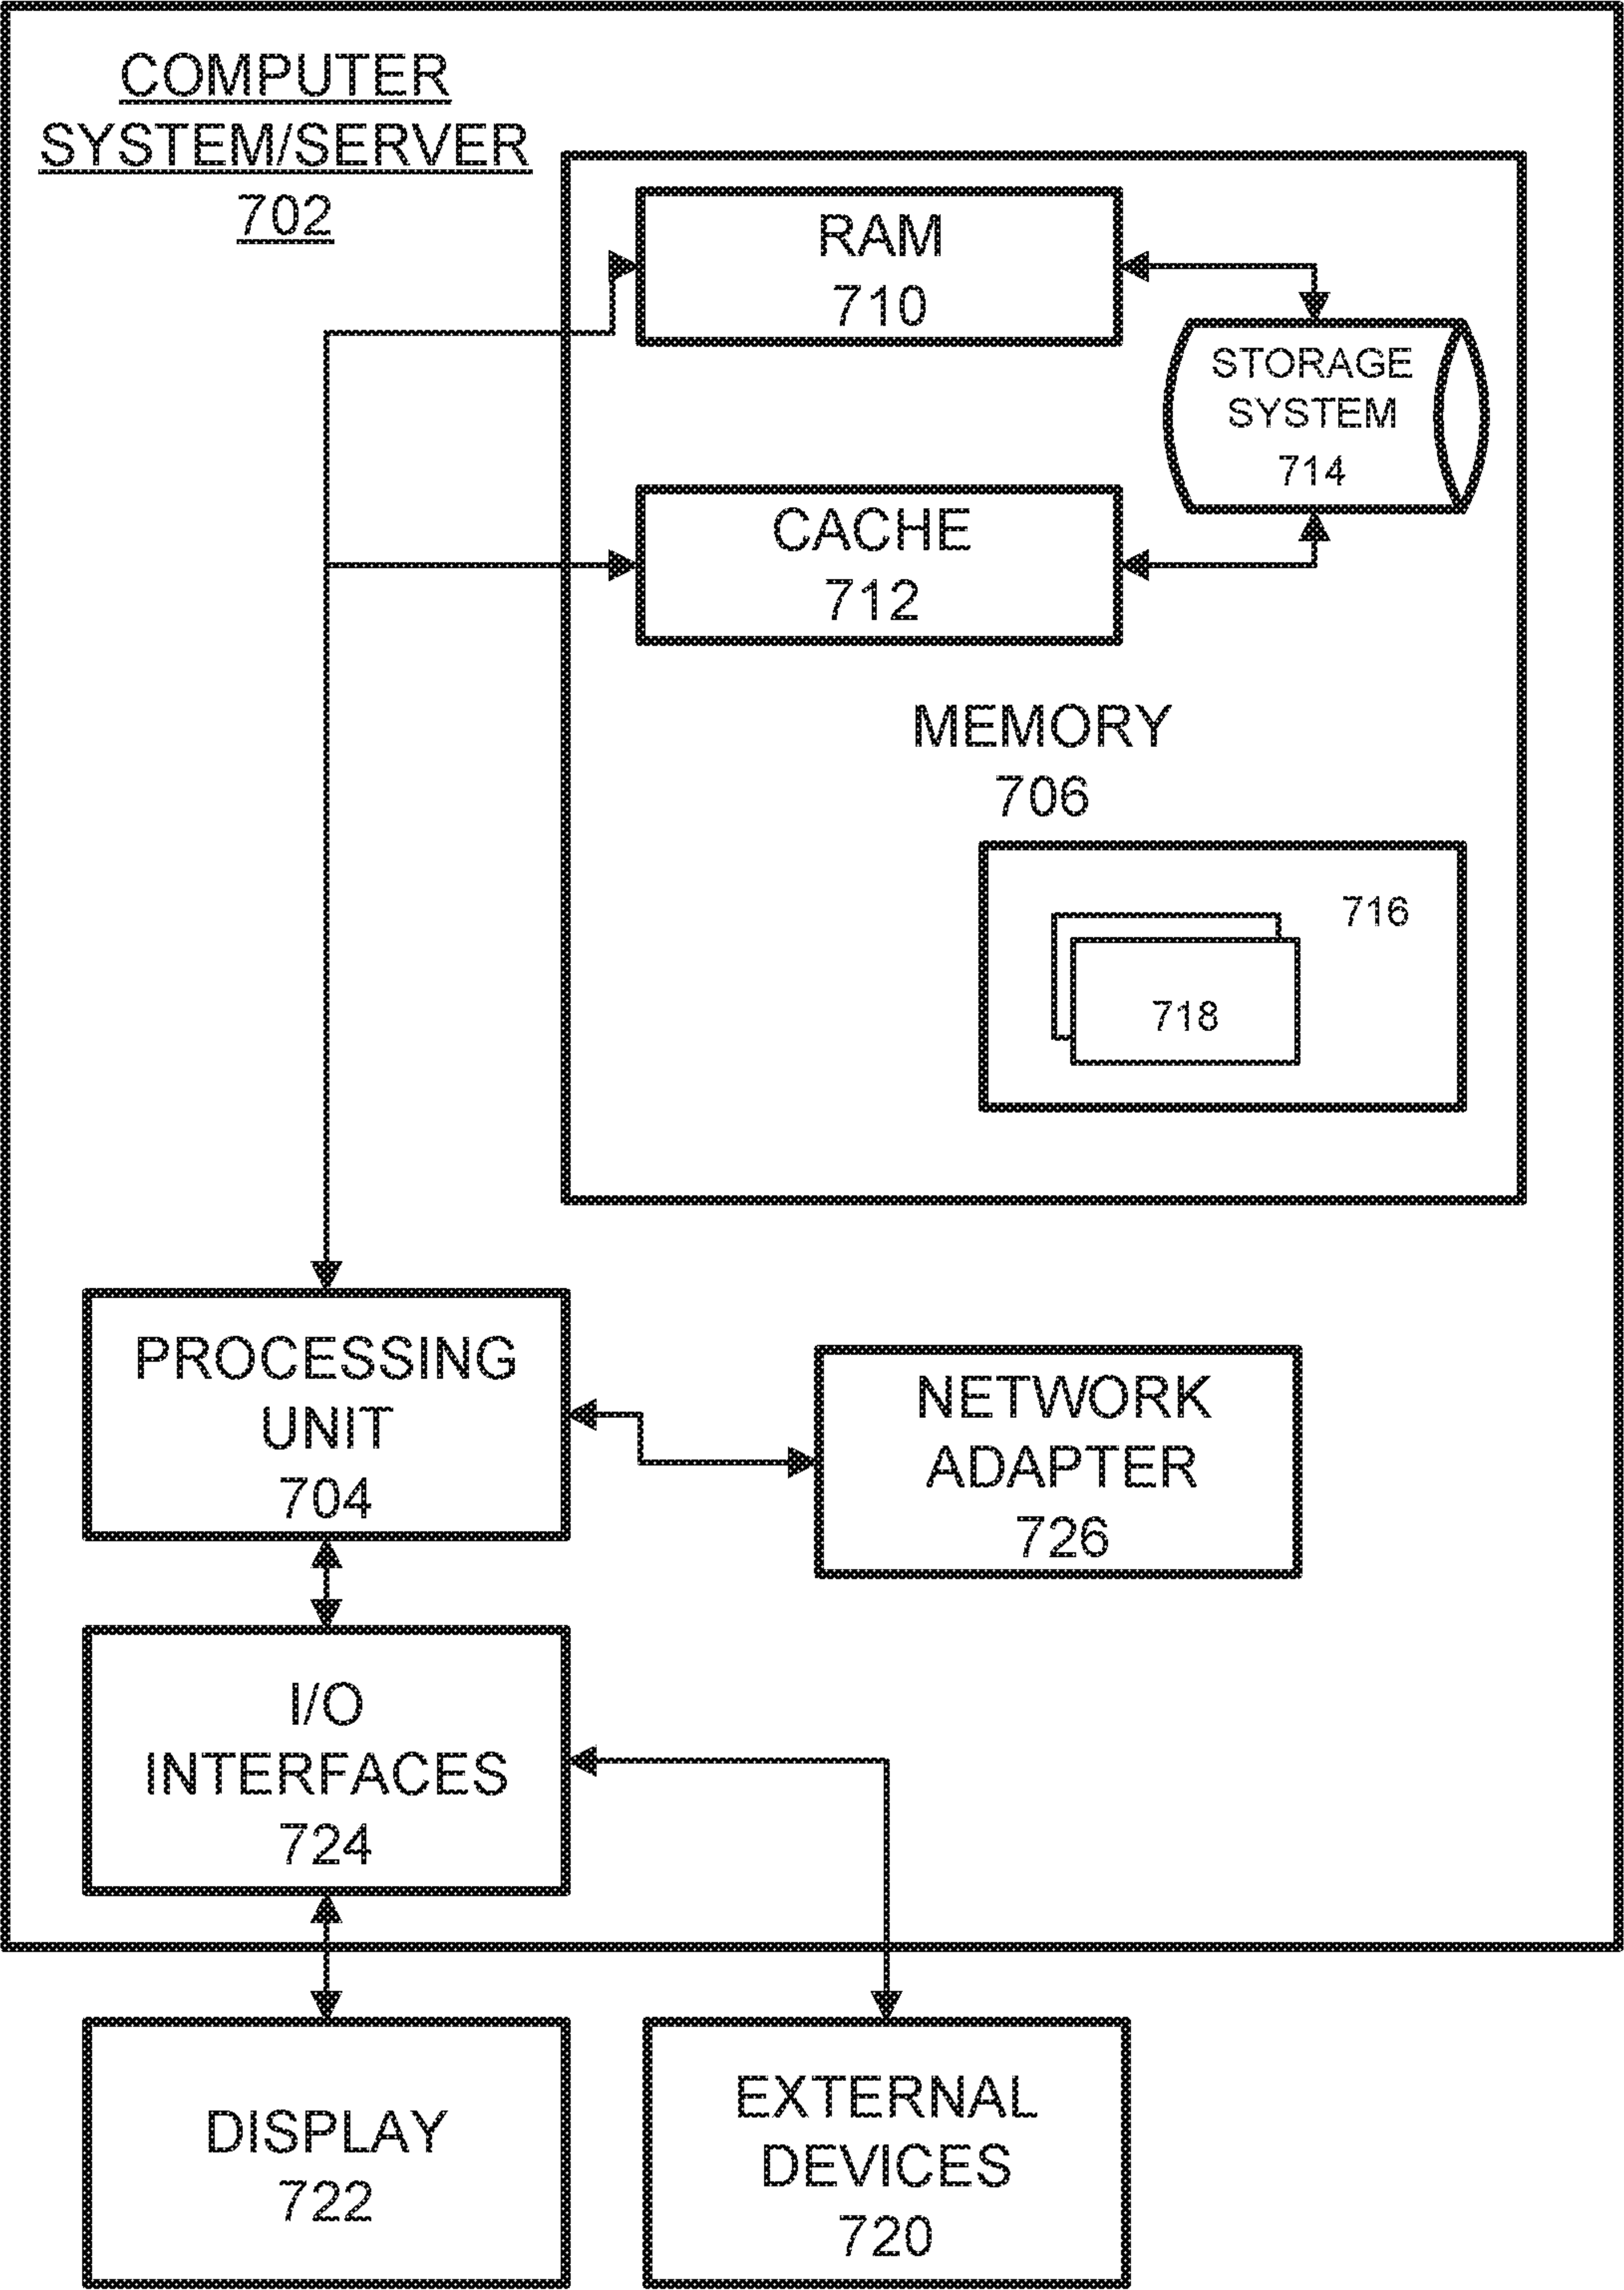 COMPUTER
SYSTEM/SERVER
702
RAM
710
STORAGE
SYSTEM
714
CACHE
712
MEMORY
706
716
718
PROCESSING
UNIT
704
NETWORK
ADAPTER
726
I/O
INTERFACES
724
DISPLAY
722
EXTERNAL
DEVICES
720